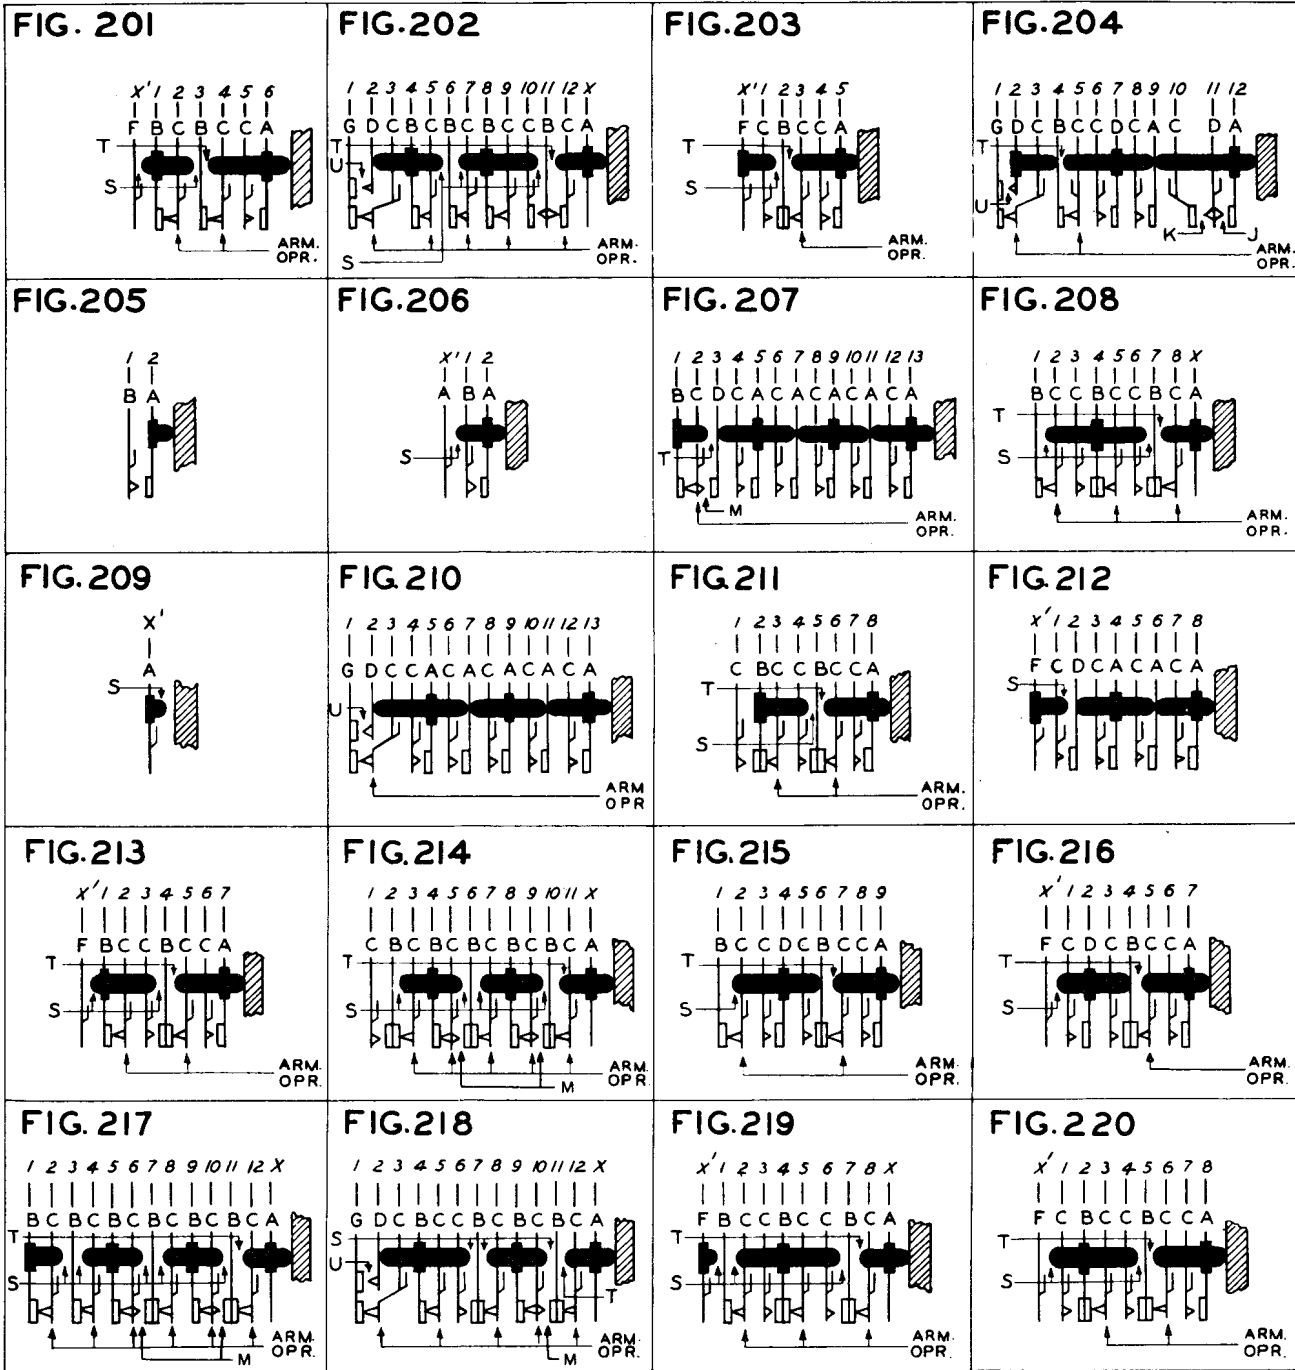 FIG. 201
X' 1 2 3 4 5 6
F B C B C C A
T
S
ARM.
OPR.
FIG.202
1 2 3 4 5 6 7 8 9 10 11 12 X
G D C B C B C B C C B C A
T
U
S
ARM.
OPR.
FIG.203
X' 1 2 3 4 5
F C B C C A
T
S
ARM.
OPR.
FIG.204
1 2 3 4 5 6 7 8 9 10 11 12
G D C B C C D C A C D A
T
U
K J
ARM.
OPR.
FIG.205
1 2
B A
FIG.206
X' 1 2
A B A
S
FIG.207
1 2 3 4 5 6 7 8 9 10 11 12 13
B C D C A C A C A C A C A
T
M
ARM.
OPR.
FIG.208
1 2 3 4 5 6 7 8 X
B C C B C C B C A
T
S
ARM.
OPR.
FIG.209
X'
A
S
FIG.210
1 2 3 4 5 6 7 8 9 10 11 12 13
G D C C A C A C A C A C A
U
ARM
OPR
FIG.211
1 2 3 4 5 6 7 8
C B C C B C C A
T
S
ARM.
OPR.
FIG.212
X' 1 2 3 4 5 6 7 8
F C D C A C A C A
S
FIG.213
X' 1 2 3 4 5 6 7
F B C C B C C A
T
S
ARM.
OPR.
FIG.214
1 2 3 4 5 6 7 8 9 10 11 X
C B C B C B C B C B C A
T
S
ARM.
OPR.
M
FIG.215
1 2 3 4 5 6 7 8 9
B C C D C B C C A
T
S
ARM.
OPR.
FIG.216
X' 1 2 3 4 5 6 7
F C D C B C C A
T
S
ARM.
OPR.
FIG.217
1 2 3 4 5 6 7 8 9 10 11 12 X
B C B C B C B C B C B C A
T
S
ARM.
OPR.
M
FIG.218
1 2 3 4 5 6 7 8 9 10 11 12 X
G D C B C C B C B C B C A
S
U
T
ARM.
OPR.
M
FIG.219
X' 1 2 3 4 5 6 7 8 X
F B C C B C C B C A
T
S
ARM.
OPR.
FIG.220
X' 1 2 3 4 5 6 7 8
F C B C C B C C A
T
S
ARM.
OPR.